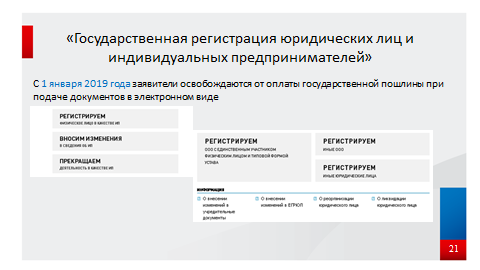 «Государственная регистрация юридических лиц и
индивидуальных предпринимателей»
С 1 января 2019 года заявители освобождаются от оплаты государственной пошлины при
подаче документов в электронном виде
РЕГИСТРИРУЕМ
ФИЗИЧЕСКОЕ ЛИЦО В КАЧЕСТВЕ ИП
ВНОСИМ ИЗМЕНЕНИЯ
В СВЕДЕНИЯ ОБ ИП
ПРЕКРАЩАЕМ
ДЕЯТЕЛЬНОСТЬ В КАЧЕСТВЕ ИП
РЕГИСТРИРУЕМ
ООО С ЕДИНСТВЕННЫМ УЧАСТНИКОМ
ФИЗИЧЕСКИМ ЛИЦОМ И ТИПОВОЙ ФОРМОЙ
УСТАВА
РЕГИСТРИРУЕМ
ИНЫЕ ООО
РЕГИСТРИРУЕМ
ИНЫЕ ЮРИДИЧЕСКИЕ ЛИЦА
ИНФОРМАЦИЯ
О внесении
изменений в
учредительные
документы
О внесении
изменений в ЕГРЮЛ
О реорганизации
юридического лица
О ликвидации
юридического лица
21